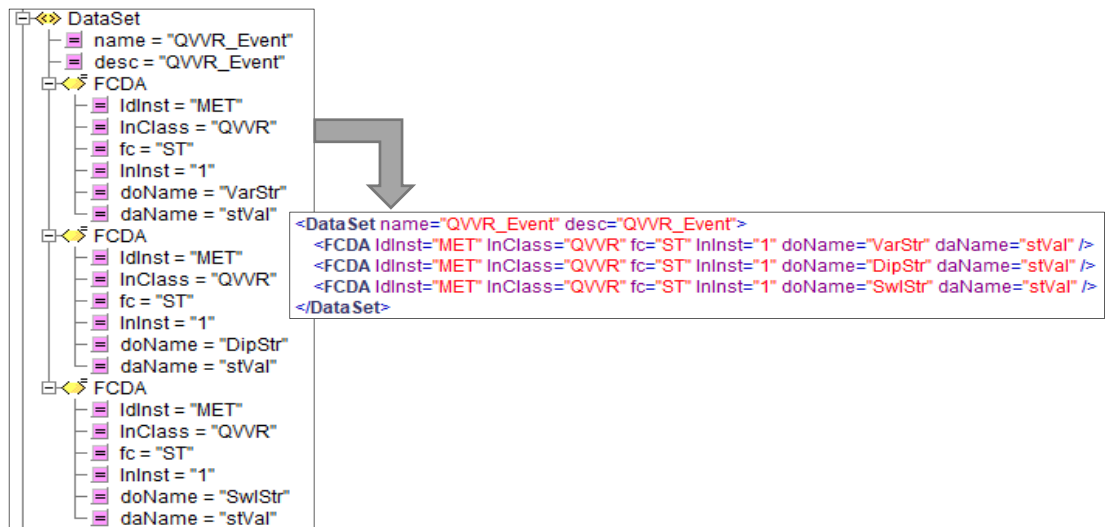 DataSet
name = "QVVR_Event"
desc = "QVVR_Event"
FCDA
ldInst = "MET"
lnClass = "QVVR"
fc = "ST"
lnInst = "1"
doName = "VarStr"
daName = "stVal"
FCDA
ldInst = "MET"
lnClass = "QVVR"
fc = "ST"
lnInst = "1"
doName = "DipStr"
daName = "stVal"
FCDA
ldInst = "MET"
lnClass = "QVVR"
fc = "ST"
lnInst = "1"
doName = "SwlStr"
daName = "stVal"
<DataSet name="QVVR_Event" desc="QVVR_Event">
<FCDA ldInst="MET" lnClass="QVVR" fc="ST" lnInst="1" doName="VarStr" daName="stVal" />
<FCDA ldInst="MET" lnClass="QVVR" fc="ST" lnInst="1" doName="DipStr" daName="stVal" />
<FCDA ldInst="MET" lnClass="QVVR" fc="ST" lnInst="1" doName="SwlStr" daName="stVal" />
</DataSet>